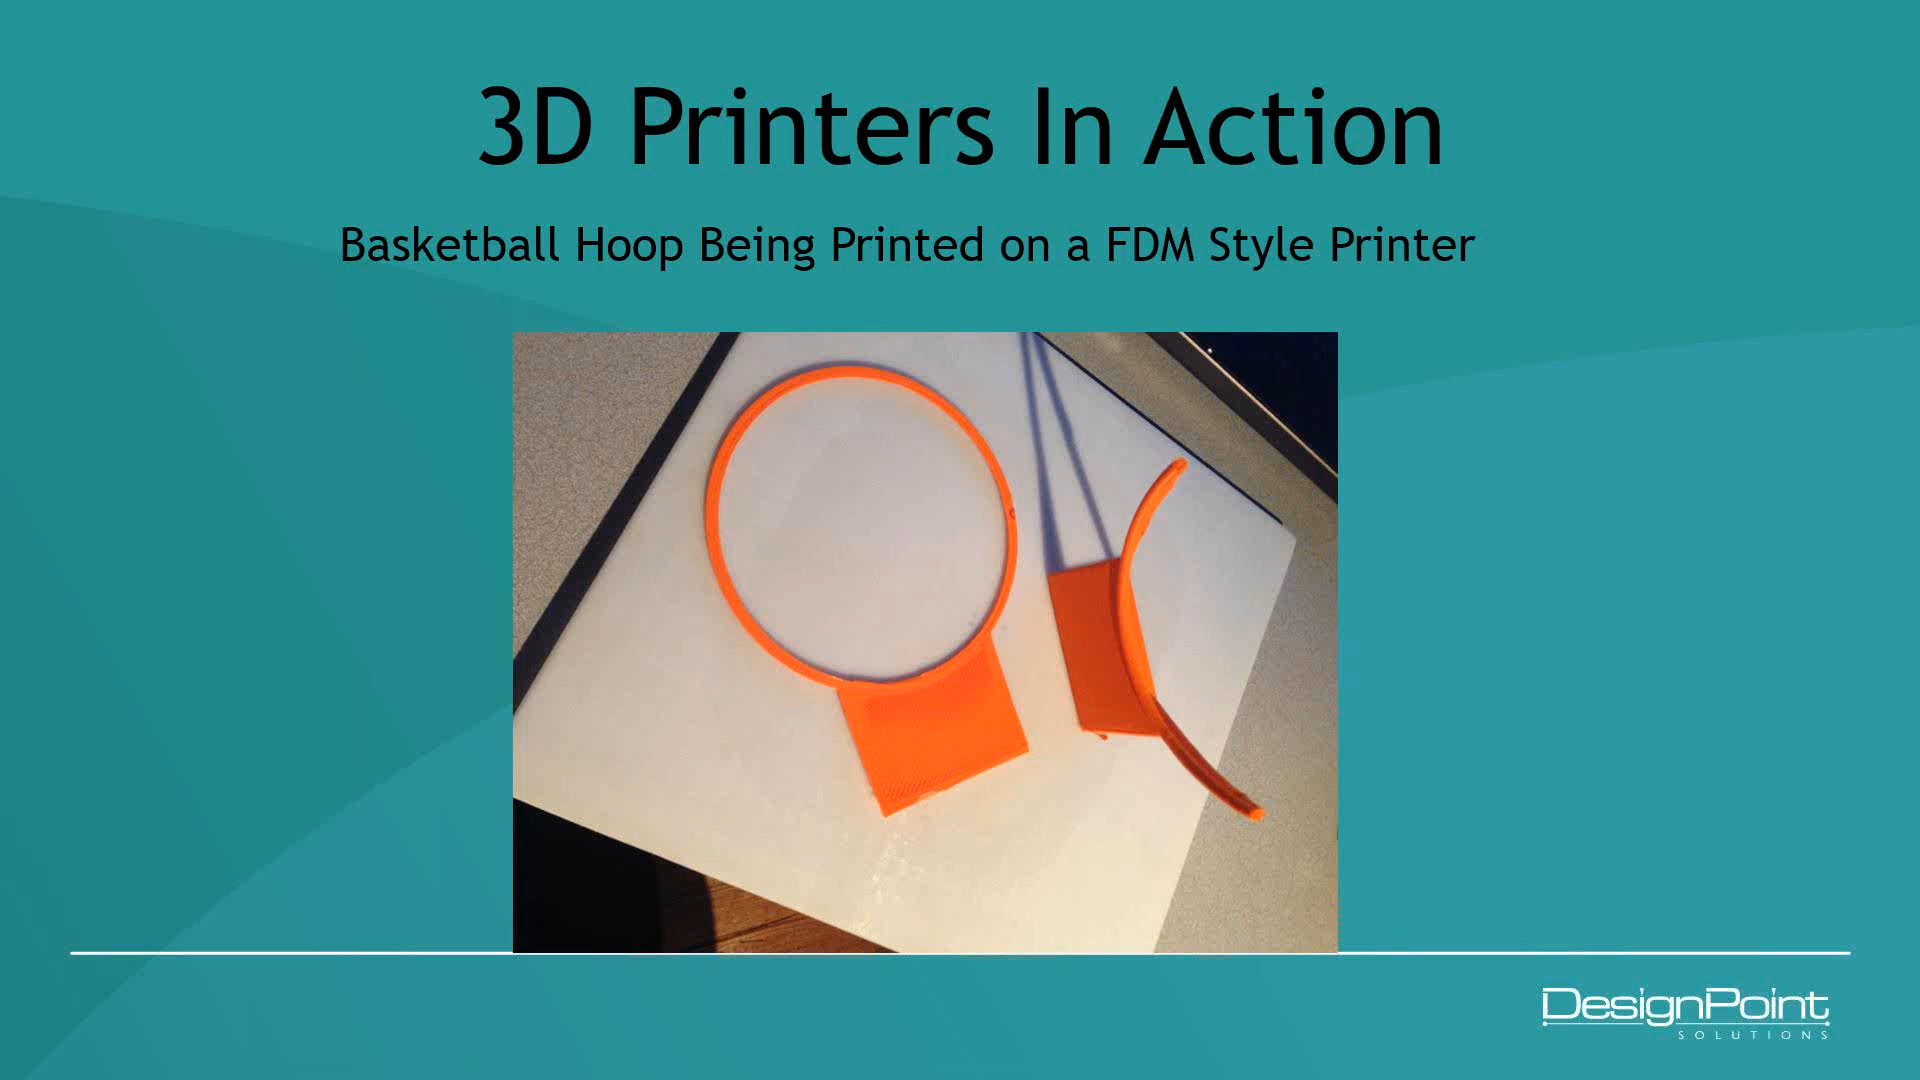 3D Printers In Action
Basketball Hoop Being Printed on a FDM Style Printer
DesignPoint
SOLUTIONS